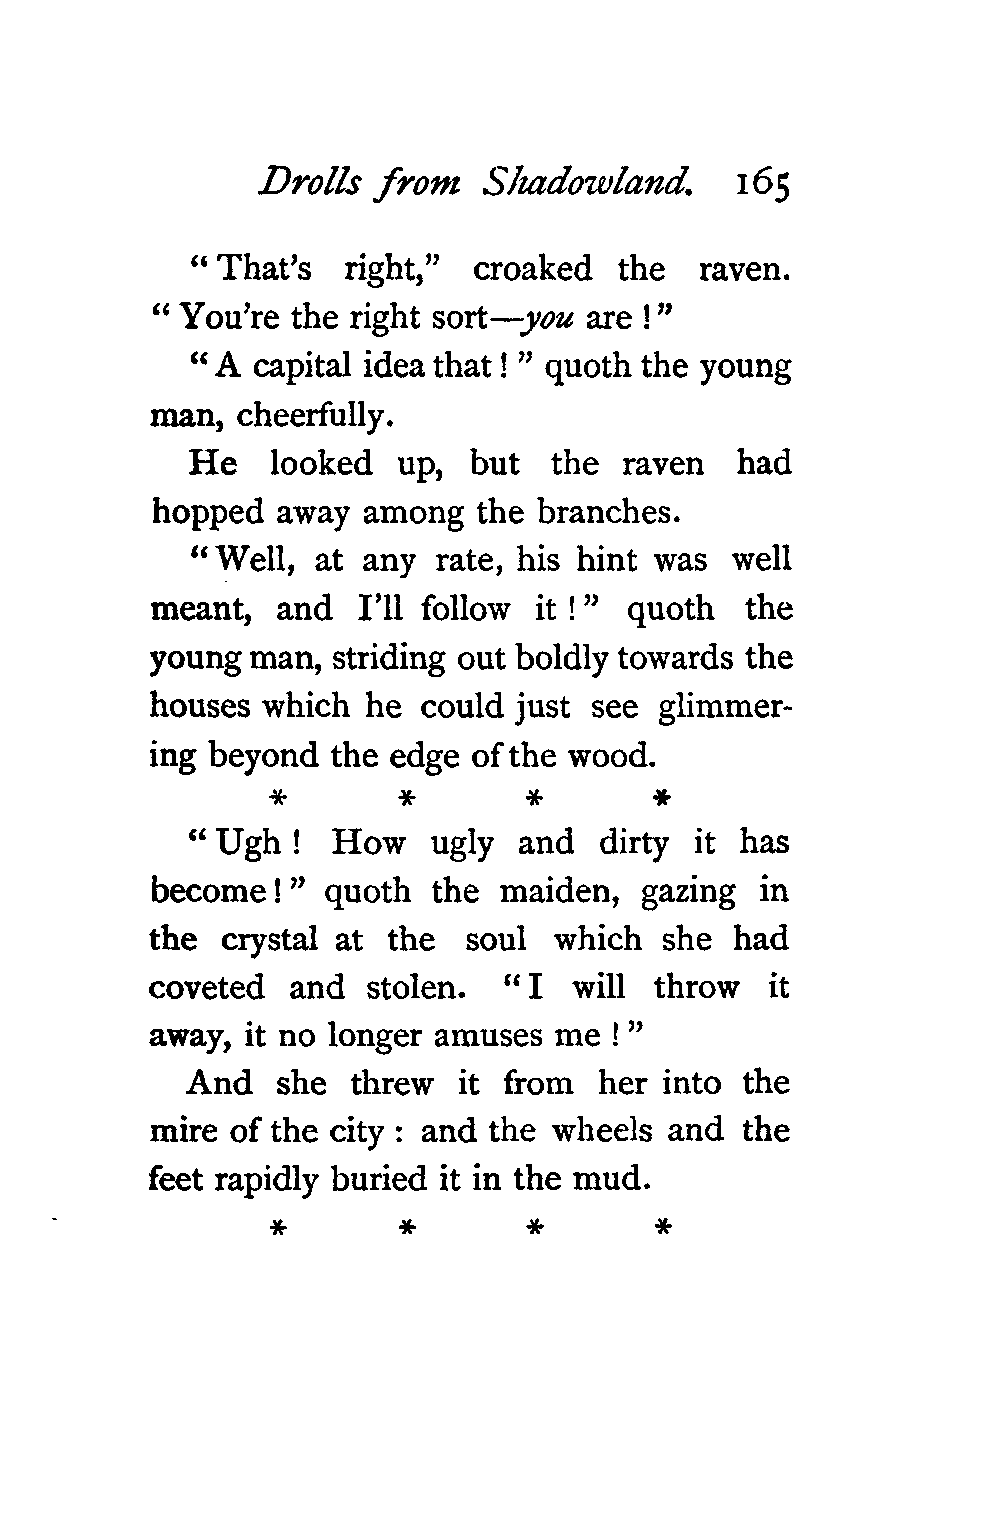 Drolls from Shadowland. 165
“ That's right,” croaked the raven.
“ You're the right sort—you are ! ”
“ A capital idea that ! ” quoth the young
man, cheerfully.
He looked up, but the raven had
hopped away among the branches.
“ Well, at any rate, his hint was well
meant, and I'll follow it ! ” quoth the
young man, striding out boldly towards the
houses which he could just see glimmer-
ing beyond the edge of the wood.
* * * *
“ Ugh ! How ugly and dirty it has
become ! ” quoth the maiden, gazing in
the crystal at the soul which she had
coveted and stolen. “ I will throw it
away, it no longer amuses me ! ”
And she threw it from her into the
mire of the city : and the wheels and the
feet rapidly buried it in the mud.
* * * *